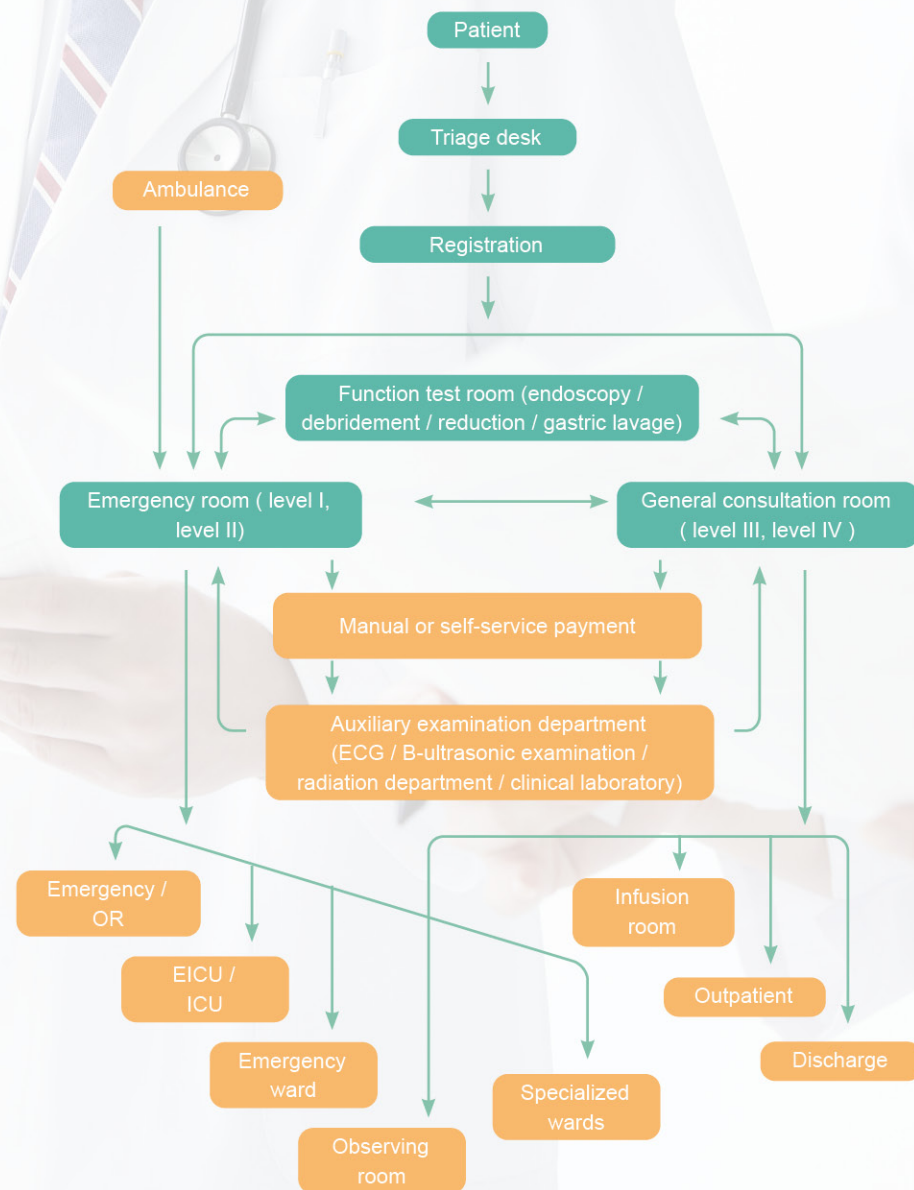 Patient
Triage desk
Ambulance
Registration
Function test room (endoscopy /
debridement / reduction / gastric lavage)
Emergency room ( level I,
level II)
General consultation room
( level III, level IV )
Manual or self-service payment
Auxiliary examination department
(ECG / B-ultrasonic examination /
radiation department / clinical laboratory)
Emergency /
OR
Infusion
room
EICU /
ICU
Outpatient
Emergency
ward
Discharge
Specialized
wards
Observing
room